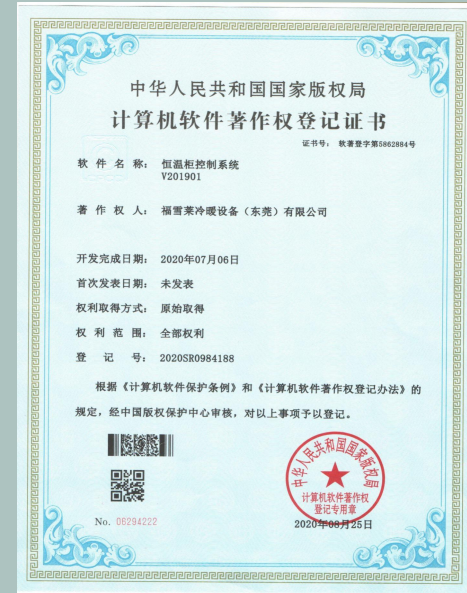 中华人民共和国国家版权局
计算机软件著作权登记证书
证书号： 软著登字第5862884号
软 件 名 称： 恒温柜控制系统
V201901
著 作 权 人： 福雪莱冷暖设备（东莞）有限公司
开发完成日期： 2020年07月06日
首次发表日期： 未发表
权利取得方式： 原始取得
权 利 范 围： 全部权利
登 记 号： 2020SR0984188
根据《计算机软件保护条例》和《计算机软件著作权登记办法》的
规定，经中国版权保护中心审核，对以上事项予以登记。
中华人民共和国国家版权局
计算机软件著作权
登记专用章
No. 06294222
2020年08月25日